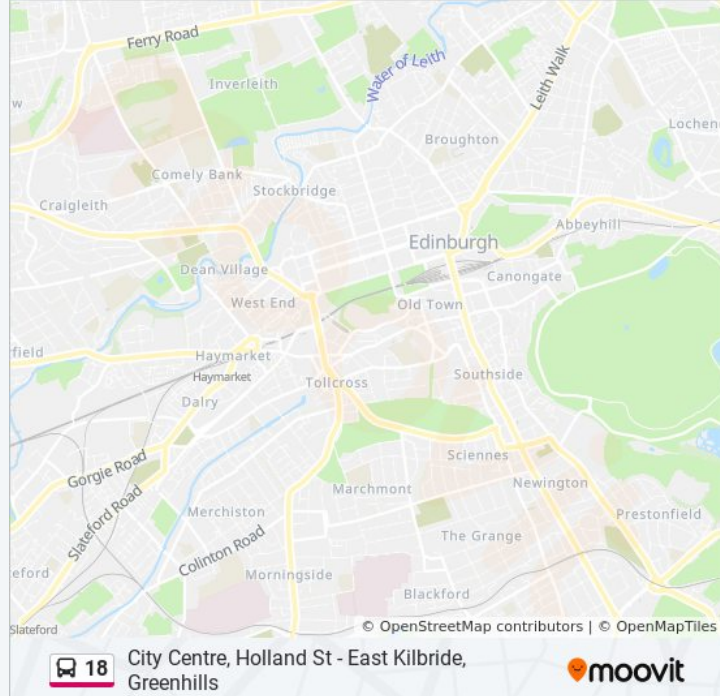 Ferry Road
Water of Leith
Leith Walk
Inverleith
w
Lochen
Broughton
Comely Bank
Stockbridge
Craigleith
Abbeyhill
Edinburgh
Dean Village
Canongate
West End
Old Town
field
Haymarket
Haymarket
Southside
Tollcross
Dalry
Sciennes
Gorgie Road
Newington
Marchmont
Slateford Road
Merchiston
Prestonfield
The Grange
Colinton Road
eford
Morningside
Blackford
Slateford
© OpenStreetMap contributors | © OpenMapTiles
18
City Centre, Holland St - East Kilbride,
Greenhills
moovit